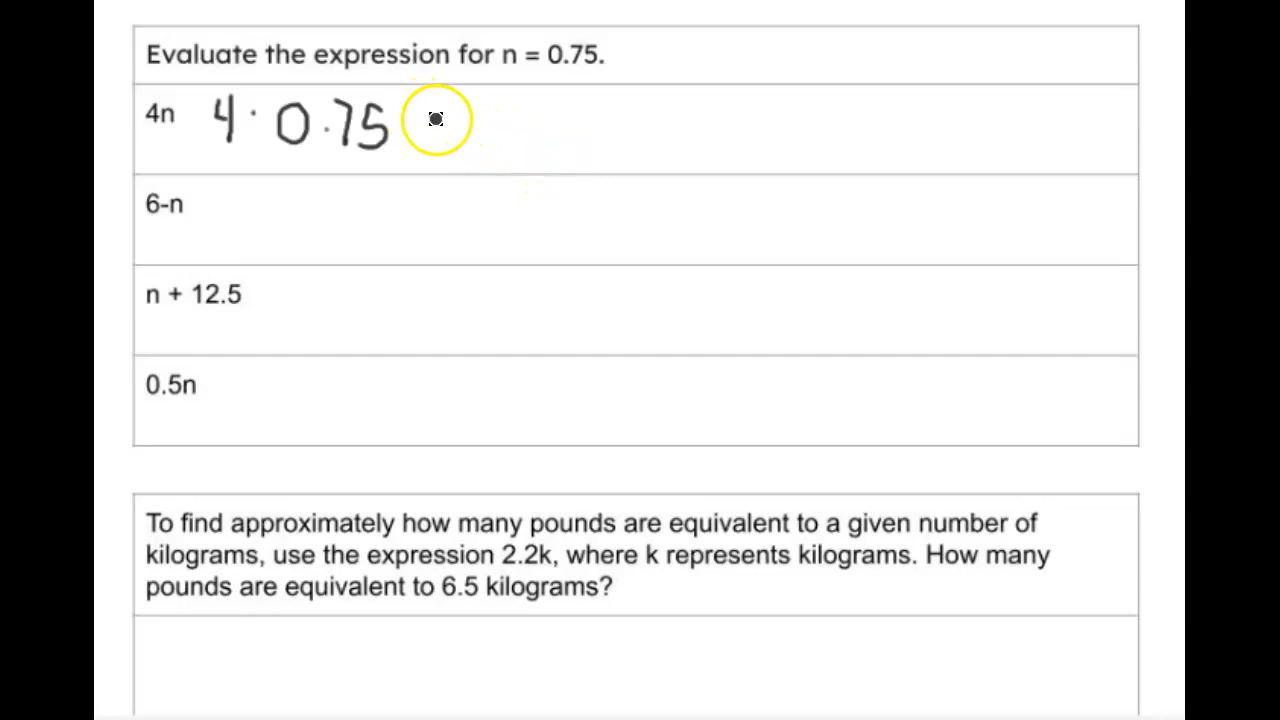 Evaluate the expression for n = 0.75.
4n 4 · 0.75
6-n
n + 12.5
0.5n
To find approximately how many pounds are equivalent to a given number of
kilograms, use the expression 2.2k, where k represents kilograms. How many
pounds are equivalent to 6.5 kilograms?